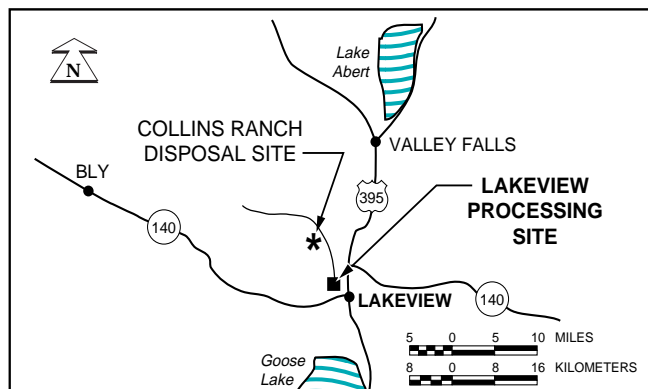 N
Lake
Abert
COLLINS RANCH
DISPOSAL SITE
VALLEY FALLS
BLY
395
LAKEVIEW
PROCESSING
SITE
140
LAKEVIEW
140
5 0 5 10 MILES
8 0 8 16 KILOMETERS
Goose
Lake